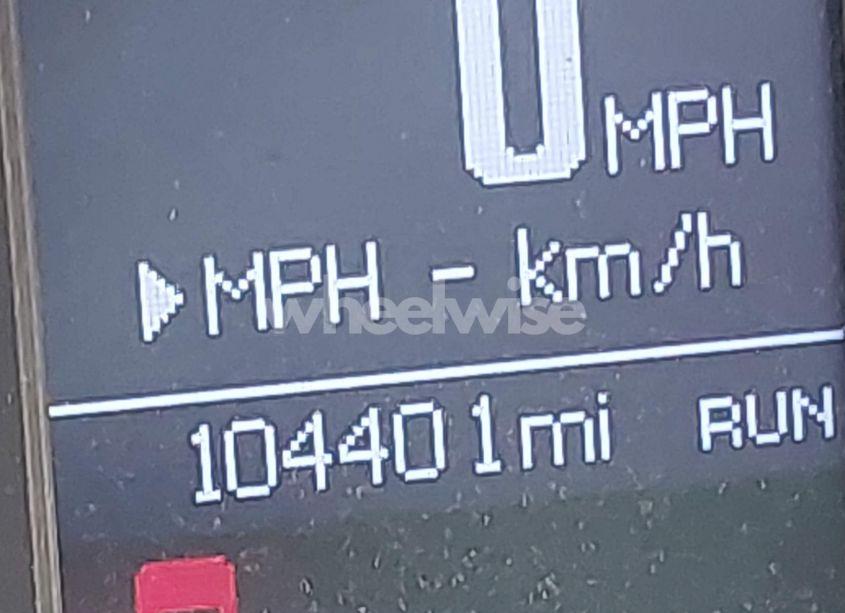 0 MPH
▶MPH - km/h
wheelwise
104401mi RUN